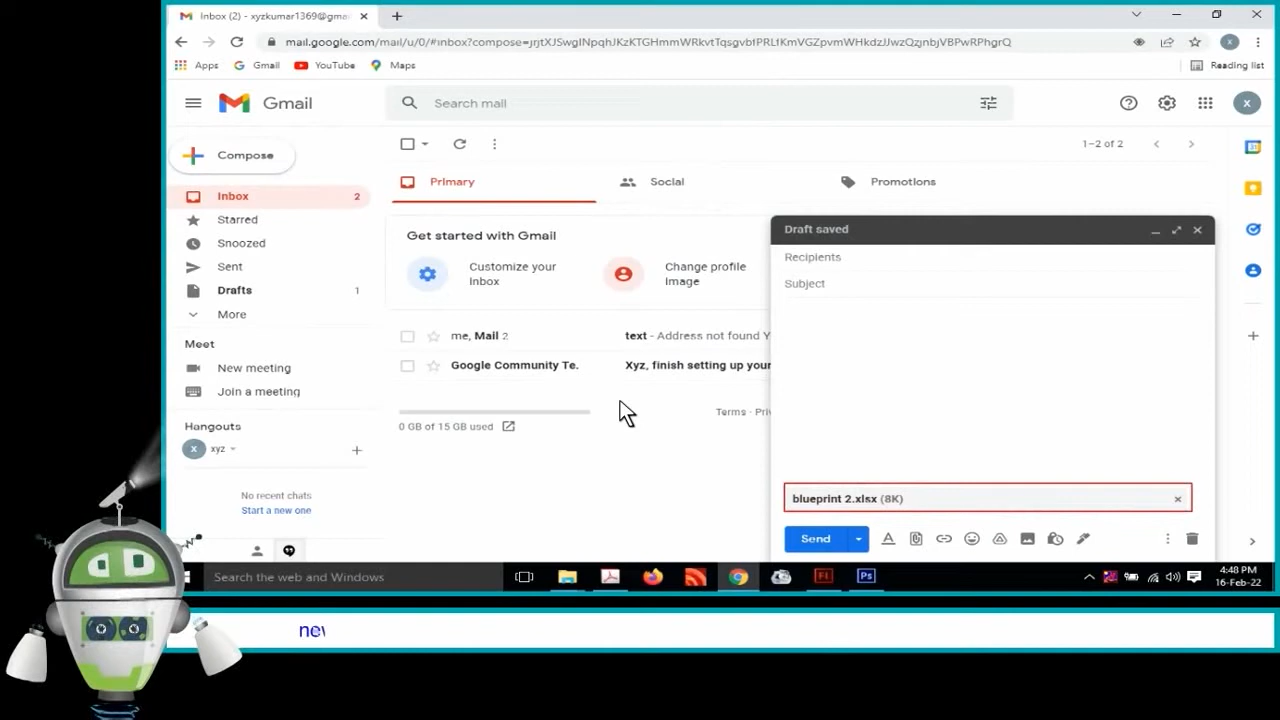 Inbox (2) - xyzkumar1369@gma
mail.google.com/mail/u/0/#inbox?compose=
Apps Gmail YouTube Maps Reading list
Gmail Search mail x
Compose 1–2 of 2
Inbox 2 Primary Social Promotions
Starred
Snoozed Get started with Gmail Draft saved
Sent Customize your Inbox Change profile Image Recipients
Drafts 1 Subject
More
me, Mail 2 text - Address not found Y
Meet
New meeting Google Community Te. Xyz, finish setting up your
Join a meeting
0 GB of 15 GB used Terms · Priv
Hangouts
x xyz
No recent chats
Start a new one blueprint 2.xlsx (8K)
Send
Search the web and Windows Fl Ps 4:48 PM
16-Feb-22